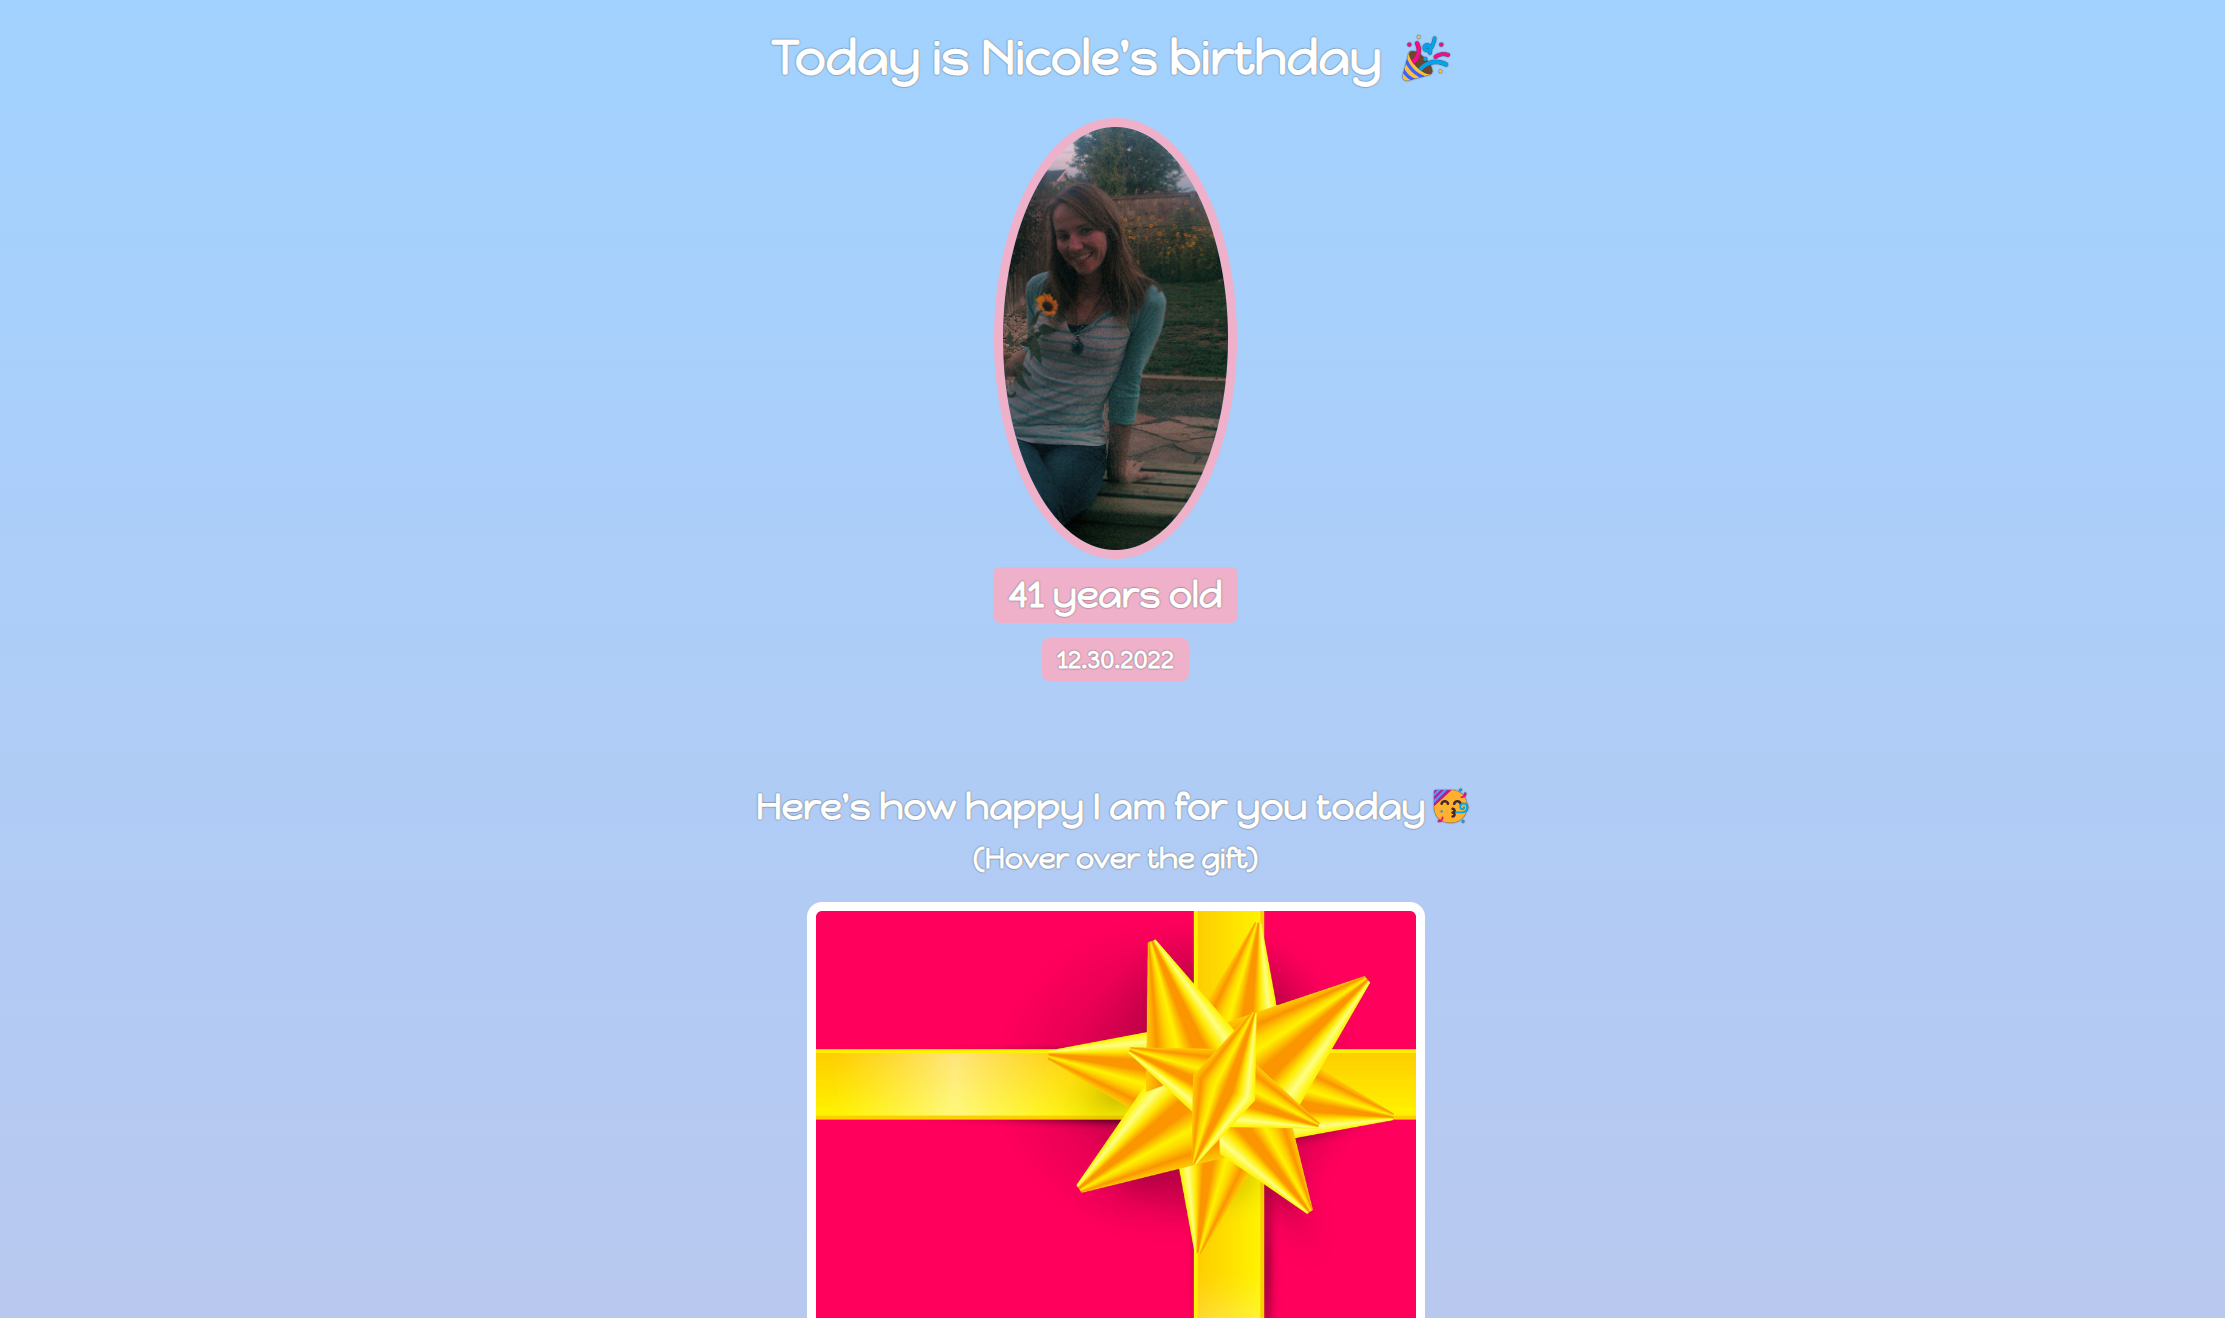 Today is Nicole's birthday 🎉
41 years old
12.30.2022
Here's how happy I am for you today🥳
(Hover over the gift)